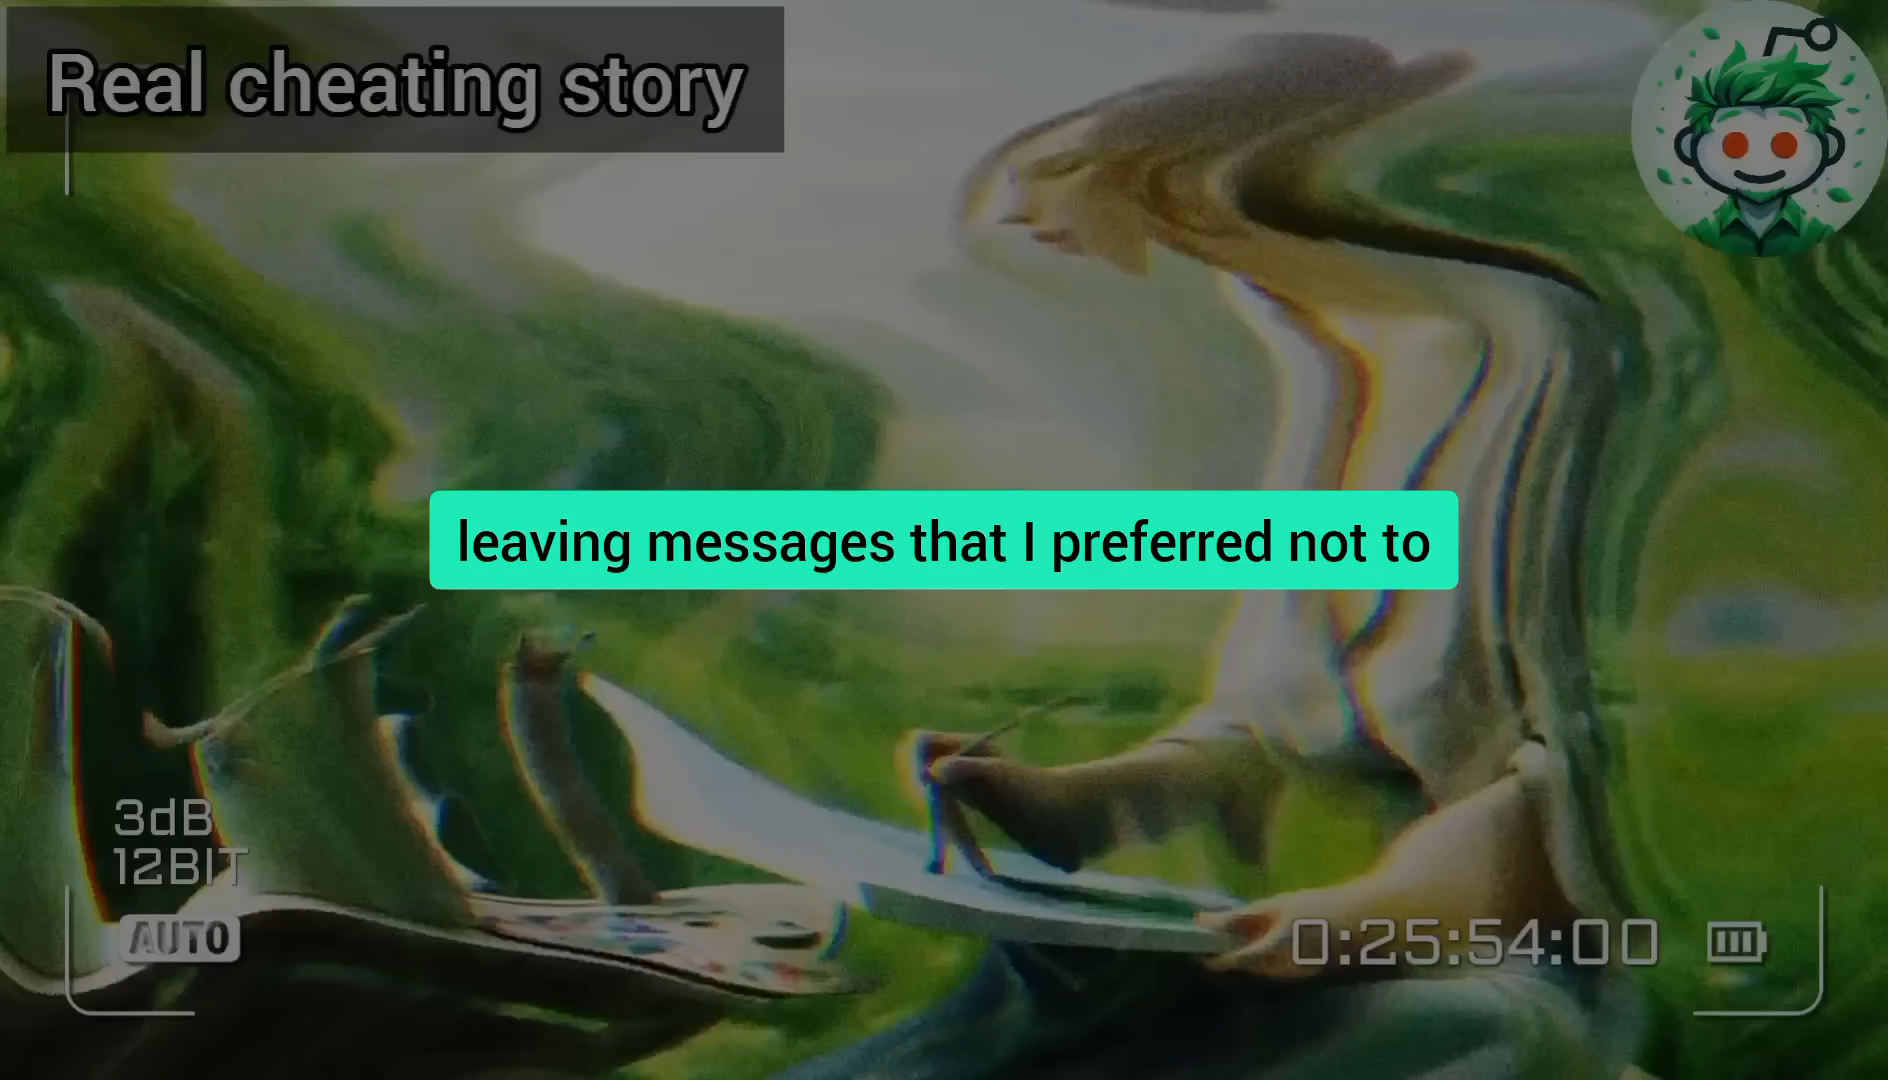 Real cheating story
leaving messages that I preferred not to
3dB
12BIT
AUTO
0:25:54:00